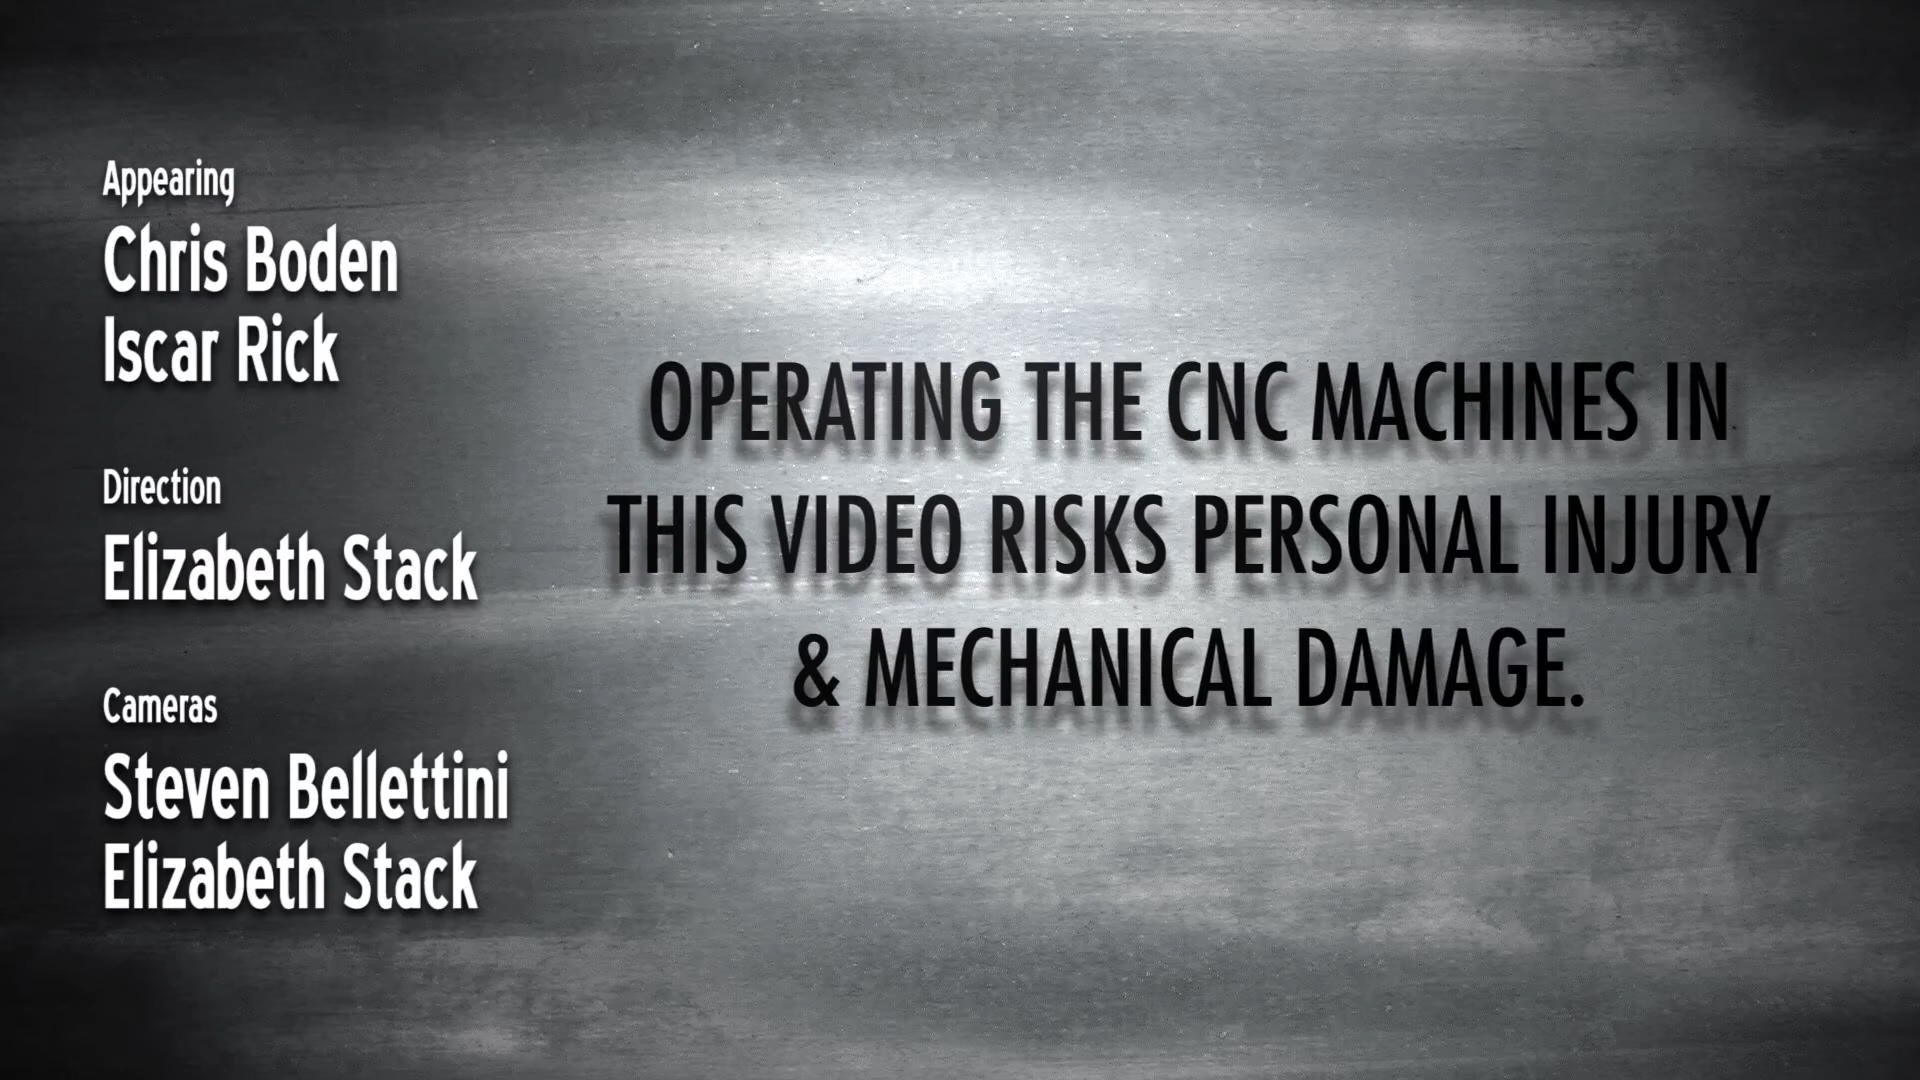 Appearing
Chris Boden
Iscar Rick
Direction
Elizabeth Stack
Cameras
Steven Bellettini
Elizabeth Stack
OPERATING THE CNC MACHINES IN
THIS VIDEO RISKS PERSONAL INJURY
& MECHANICAL DAMAGE.